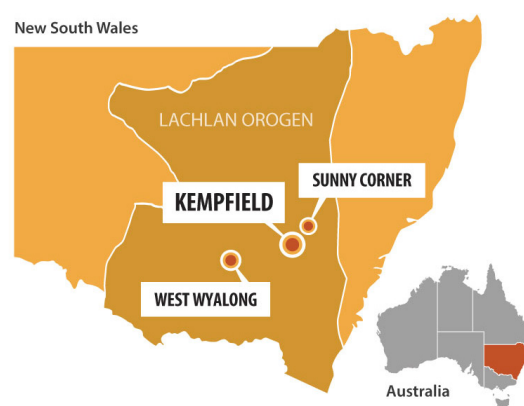 New South Wales
LACHLAN OROGEN
SUNNY CORNER
KEMPFIELD
WEST WYALONG
Australia